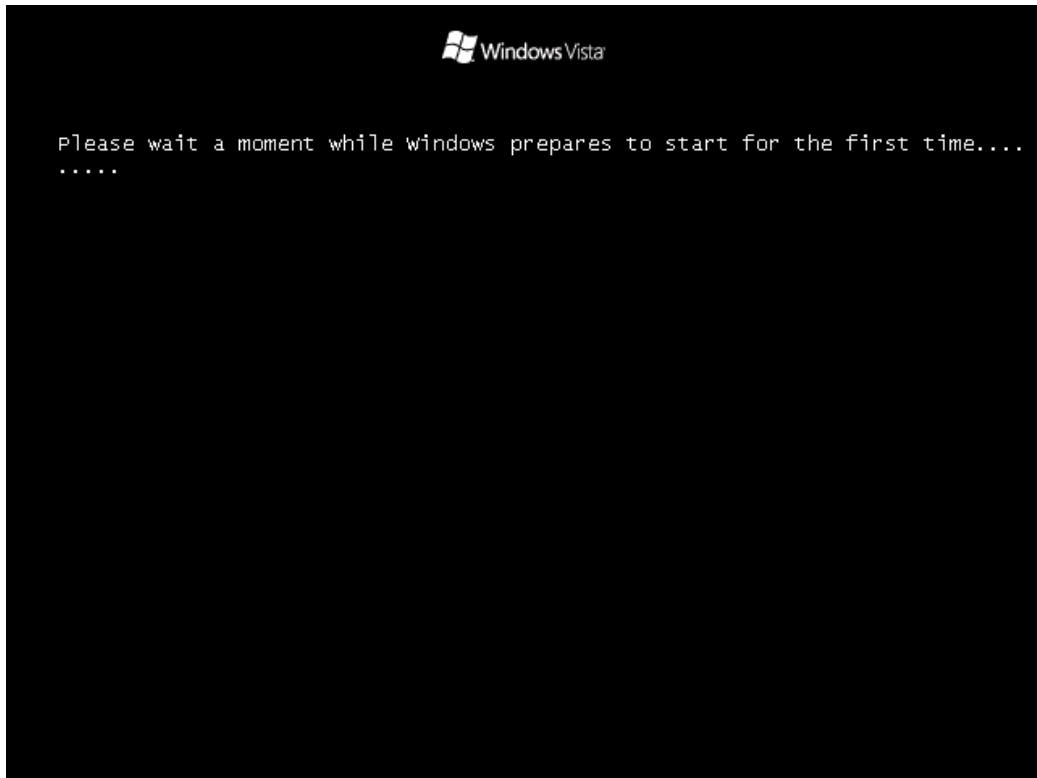 Windows Vista
Please wait a moment while Windows prepares to start for the first time....
.....